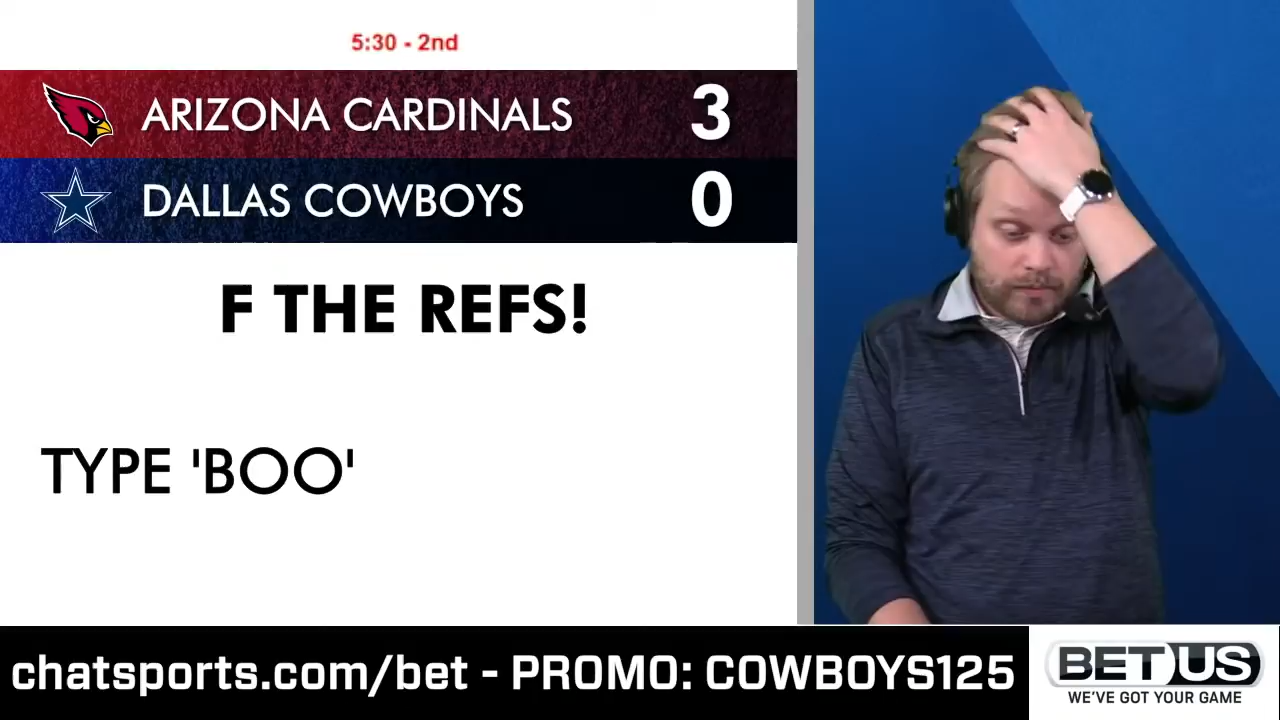 5:30 - 2nd
ARIZONA CARDINALS 3
DALLAS COWBOYS 0
F THE REFS!
TYPE 'BOO'
chatsports.com/bet - PROMO: COWBOYS125
BETUS
WE'VE GOT YOUR GAME